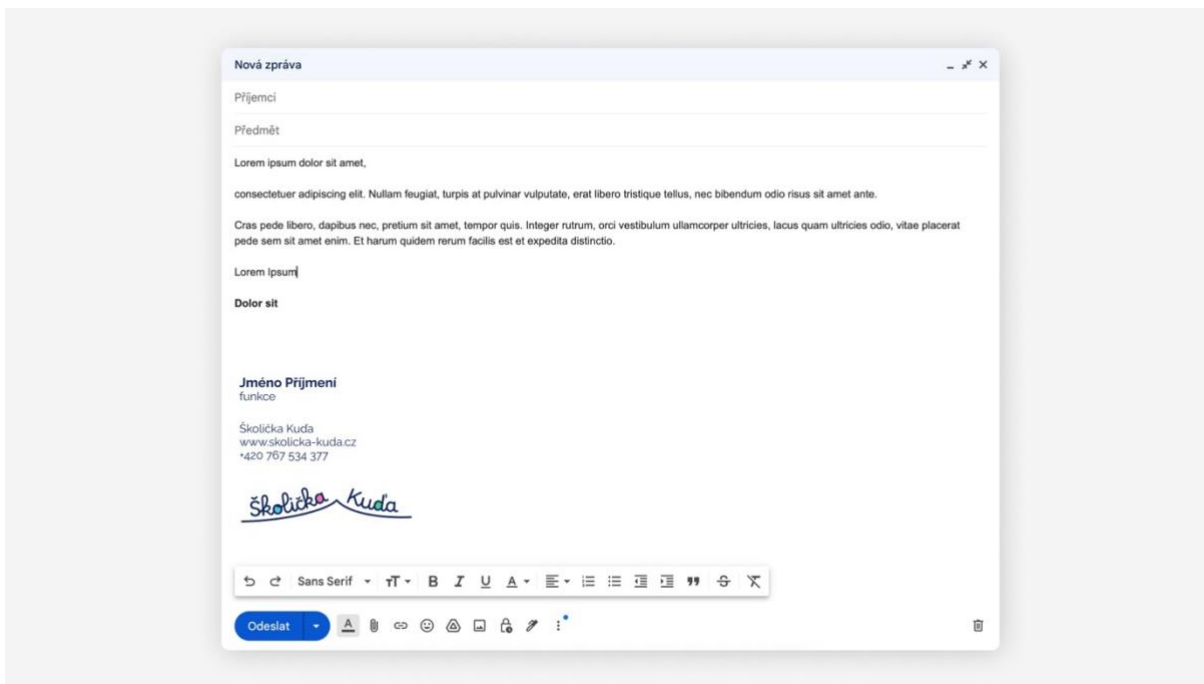 Nová zpráva
Příjemci
Předmět
Lorem ipsum dolor sit amet,
consectetuer adipiscing elit. Nullam feugiat, turpis at pulvinar vulputate, erat libero tristique tellus, nec bibendum odio risus sit amet ante.
Cras pede libero, dapibus nec, pretium sit amet, tempor quis. Integer rutrum, orci vestibulum ullamcorper ultricies, lacus quam ultricies odio, vitae placerat
pede sem sit amet enim. Et harum quidem rerum facilis est et expedita distinctio.
Lorem Ipsum
Dolor sit
Jméno Příjmení
funkce
Školička Kuďa
www.skolicka-kuda.cz
+420 767 534 377
Školička Kuďa
Sans Serif
Odeslat